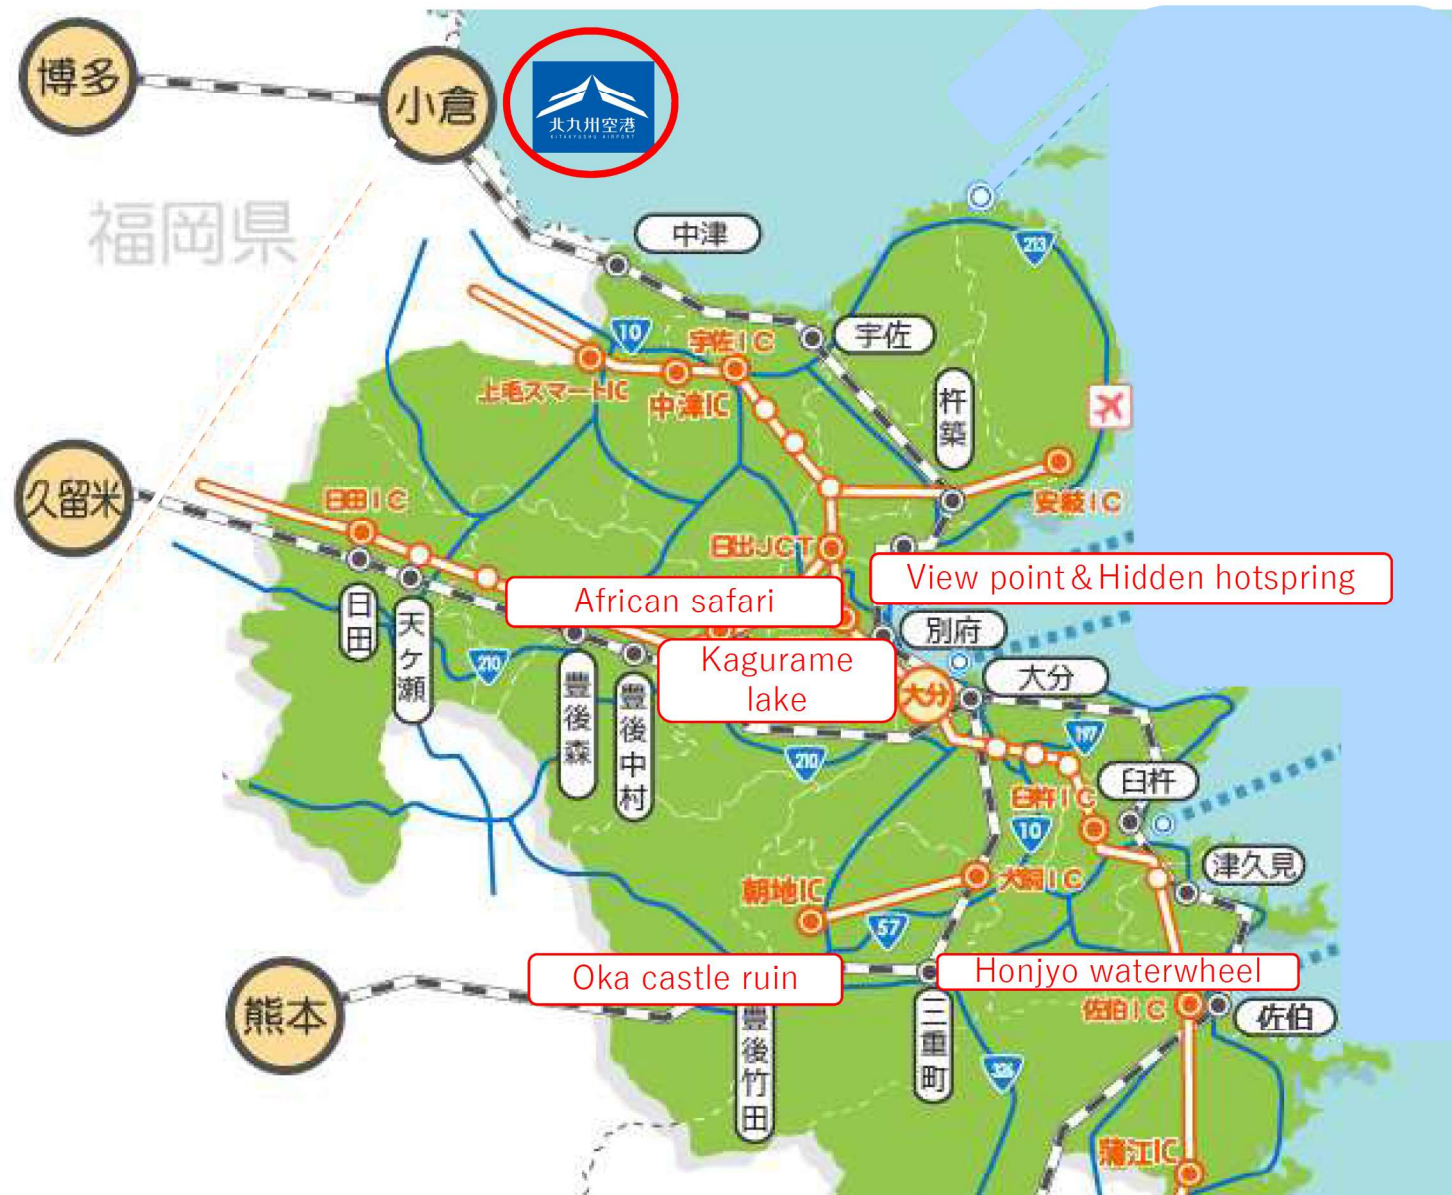 博多
小倉
北九州空港
KITAKYUSHU AIRPORT
福岡県
中津
213
10
宇佐IC
宇佐
上毛スマートIC
中津IC
杵築
久留米
日田IC
安岐IC
日出JCT
View point&Hidden hotspring
African safari
日田
天ケ瀬
別府
210
Kagurame
lake
豊後森
豊後中村
大分
大分
197
210
臼杵
臼杵IC
10
津久見
朝地IC
犬飼IC
57
Oka castle ruin
Honjyo waterwheel
熊本
佐伯IC
佐伯
豊後竹田
三重町
326
蒲江IC